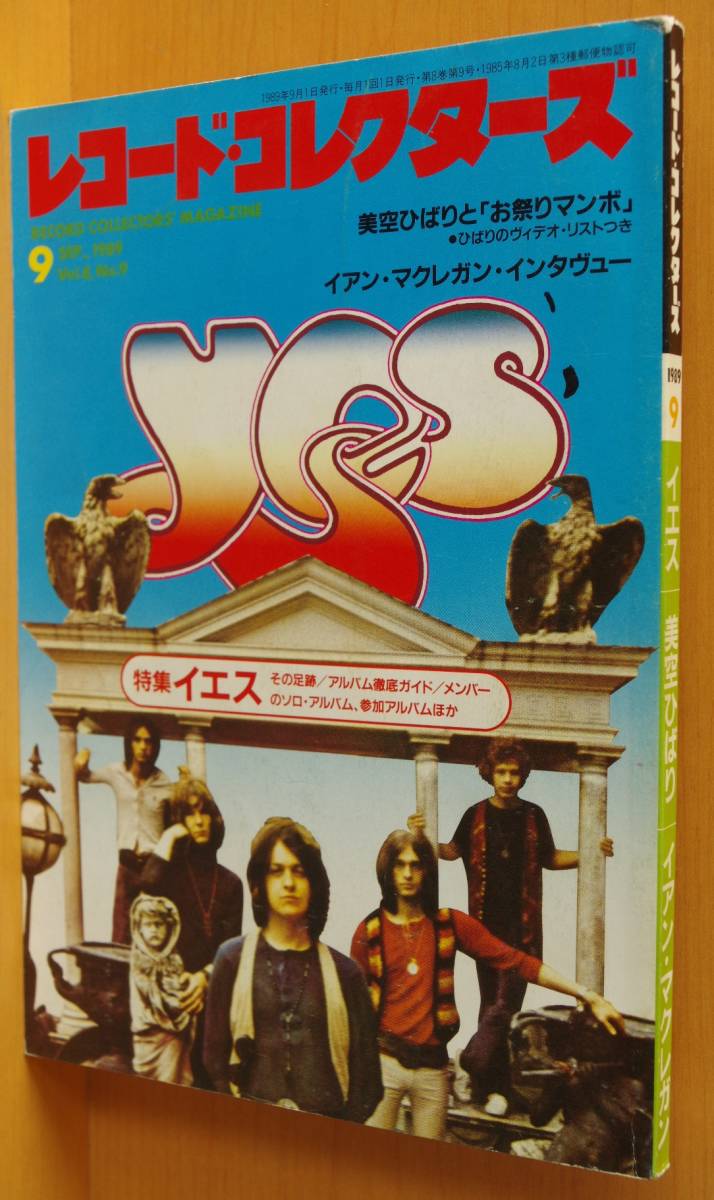 1989年9月1日発行・毎月1回1日発行・第8巻第9号・1985年8月2日第3種郵便物認可
レコード・コレクターズ
RECORD COLLECTORS' MAGAZINE
9 SEP., 1989
Vol.8, No.9
美空ひばりと「お祭りマンボ」
●ひばりのヴィデオ・リストつき
イアン・マクレガン・インタヴュー
YES
特集イエス
その足跡/アルバム徹底ガイド/メンバー
のソロ・アルバム、参加アルバムほか
レコード・コレクターズ 1989 9 イエス 美空ひばり イアン・マクレガン